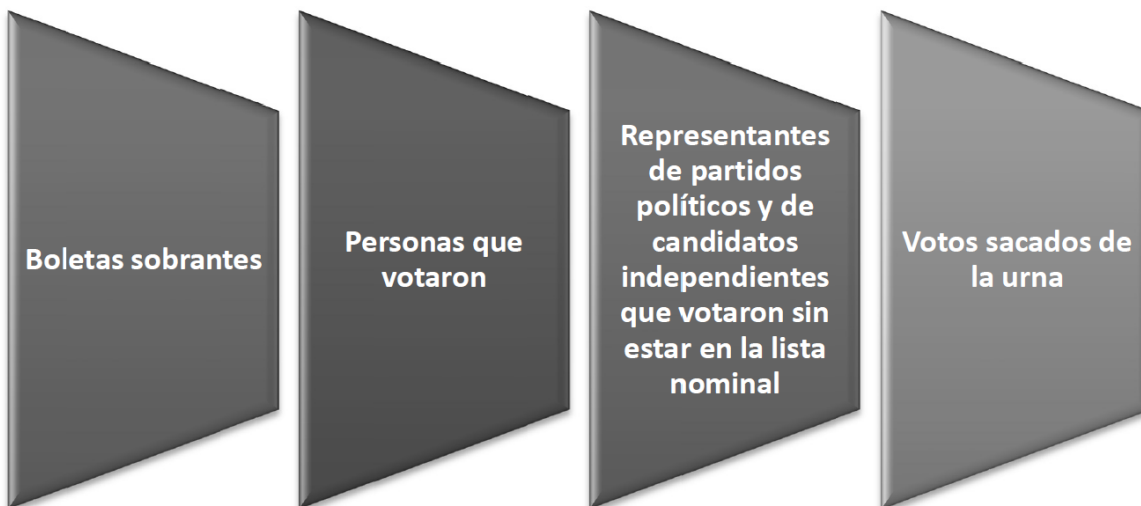 Boletas sobrantes
Personas que
votaron
Representantes
de partidos
políticos y de
candidatos
independientes
que votaron sin
estar en la lista
nominal
Votos sacados de
la urna